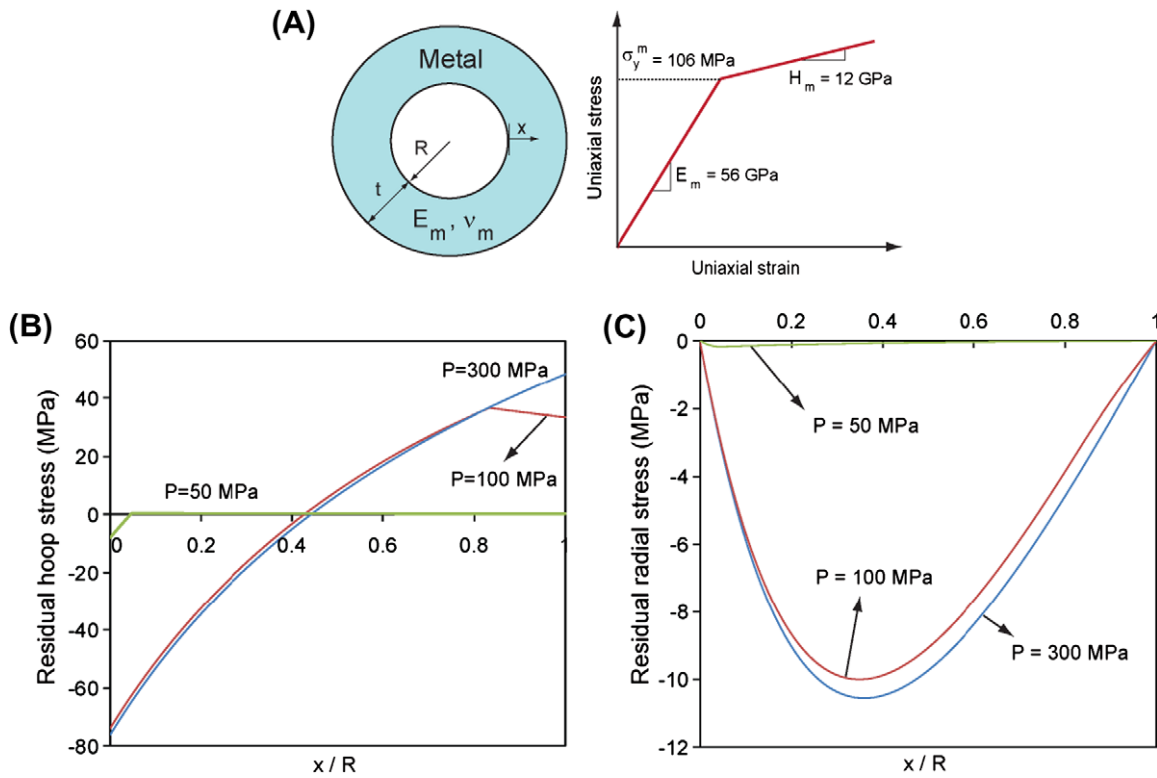 (A)
Metal
x
R
t
E_m, ν_m
Uniaxial stress
σ_y^m = 106 MPa
H_m = 12 GPa
E_m = 56 GPa
Uniaxial strain
(B)
Residual hoop stress (MPa)
60
40
20
0
-20
-40
-60
-80
0 0.2 0.4 0.6 0.8 1
P=300 MPa
P=100 MPa
P=50 MPa
x / R
(C)
Residual radial stress (MPa)
0 0.2 0.4 0.6 0.8 1
0
-2
-4
-6
-8
-10
-12
P = 50 MPa
P = 100 MPa
P = 300 MPa
x / R